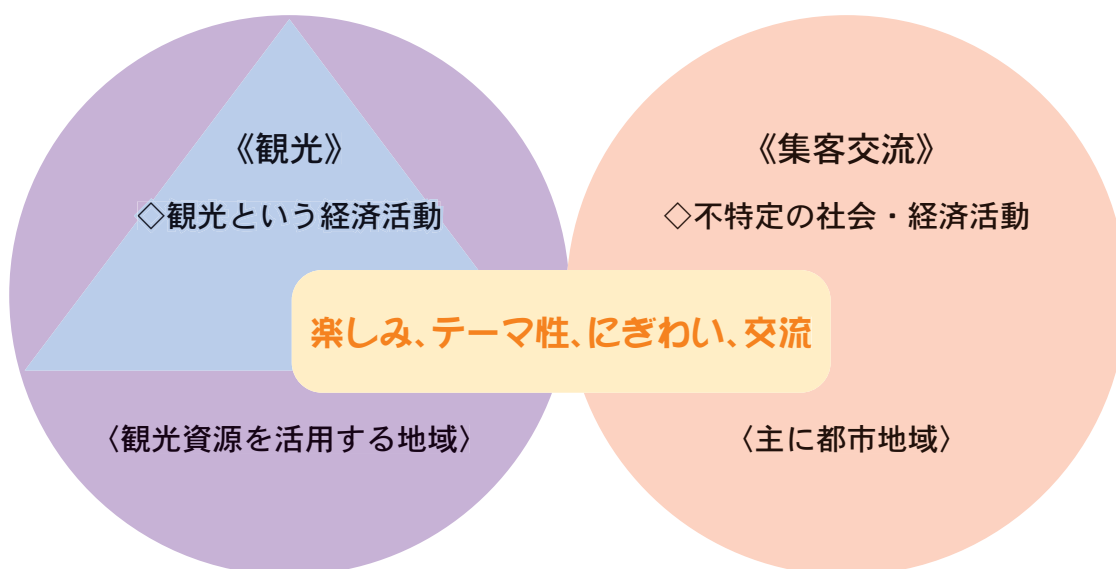 《観光》
◇観光という経済活動
《集客交流》
◇不特定の社会・経済活動
楽しみ、テーマ性、にぎわい、交流
〈観光資源を活用する地域〉
〈主に都市地域〉